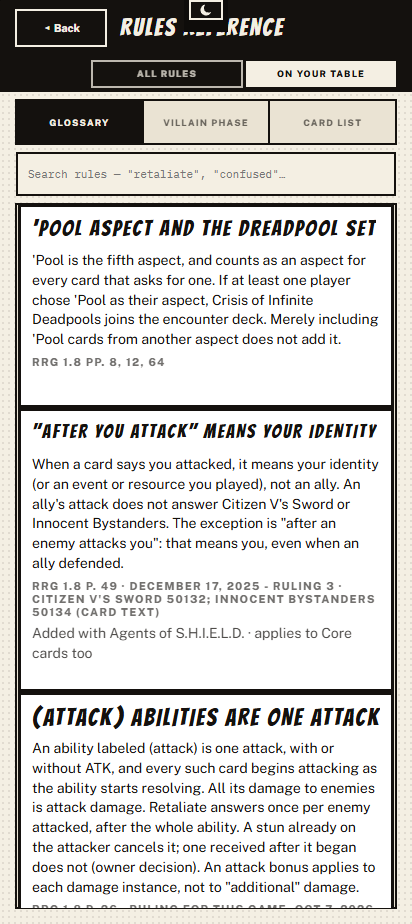 ◂ Back
RULES
ALL RULES
ON YOUR TABLE
GLOSSARY
VILLAIN PHASE
CARD LIST
Search rules — "retaliate", "confused"…
'POOL ASPECT AND THE DREADPOOL SET
'Pool is the fifth aspect, and counts as an aspect for
every card that asks for one. If at least one player
chose 'Pool as their aspect, Crisis of Infinite
Deadpools joins the encounter deck. Merely including
'Pool cards from another aspect does not add it.
RRG 1.8 PP. 8, 12, 64
"AFTER YOU ATTACK" MEANS YOUR IDENTITY
When a card says you attacked, it means your identity
(or an event or resource you played), not an ally. An
ally's attack does not answer Citizen V's Sword or
Innocent Bystanders. The exception is "after an
enemy attacks you": that means you, even when an
ally defended.
RRG 1.8 P. 49 · DECEMBER 17, 2025 - RULING 3 ·
CITIZEN V'S SWORD 50132; INNOCENT BYSTANDERS
50134 (CARD TEXT)
Added with Agents of S.H.I.E.L.D. · applies to Core
cards too
(ATTACK) ABILITIES ARE ONE ATTACK
An ability labeled (attack) is one attack, with or
without ATK, and every such card begins attacking as
the ability starts resolving. All its damage to enemies
is attack damage. Retaliate answers once per enemy
attacked, after the whole ability. A stun already on
the attacker cancels it; one received after it began
does not (owner decision). An attack bonus applies to
each damage instance, not to "additional" damage.